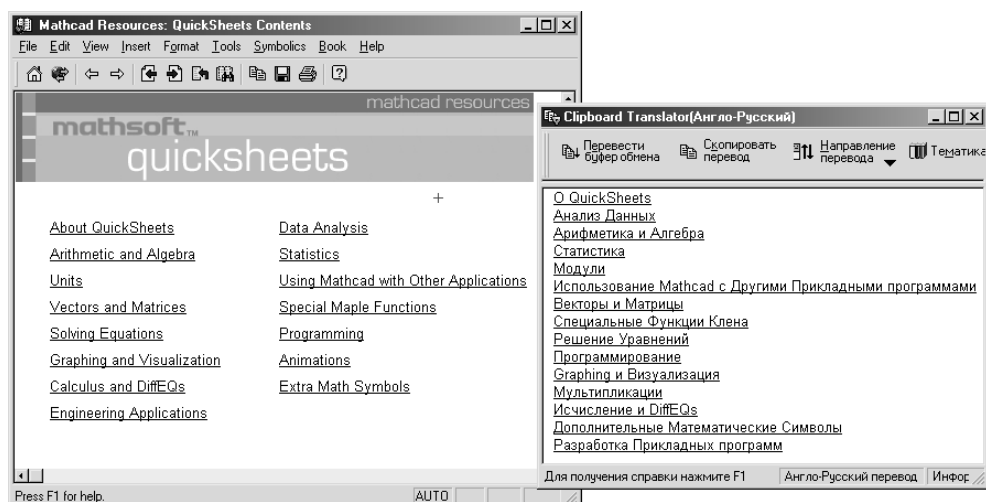 Mathcad Resources: QuickSheets Contents
File Edit View Insert Format Tools Symbolics Book Help
mathcad resources
mathsoft™
quicksheets
About QuickSheets
Arithmetic and Algebra
Units
Vectors and Matrices
Solving Equations
Graphing and Visualization
Calculus and DiffEQs
Engineering Applications
Data Analysis
Statistics
Using Mathcad with Other Applications
Special Maple Functions
Programming
Animations
Extra Math Symbols
Press F1 for help.
AUTO
Clipboard Translator(Англо-Русский)
Перевести
буфер обмена
Скопировать
перевод
Направление
перевода
Тематика
О QuickSheets
Анализ Данных
Арифметика и Алгебра
Статистика
Модули
Использование Mathcad с Другими Прикладными программами
Векторы и Матрицы
Специальные Функции Клена
Решение Уравнений
Программирование
Graphing и Визуализация
Мультипликации
Исчисление и DiffEQs
Дополнительные Математические Символы
Разработка Прикладных программ
Для получения справки нажмите F1
Англо-Русский перевод
Инфор